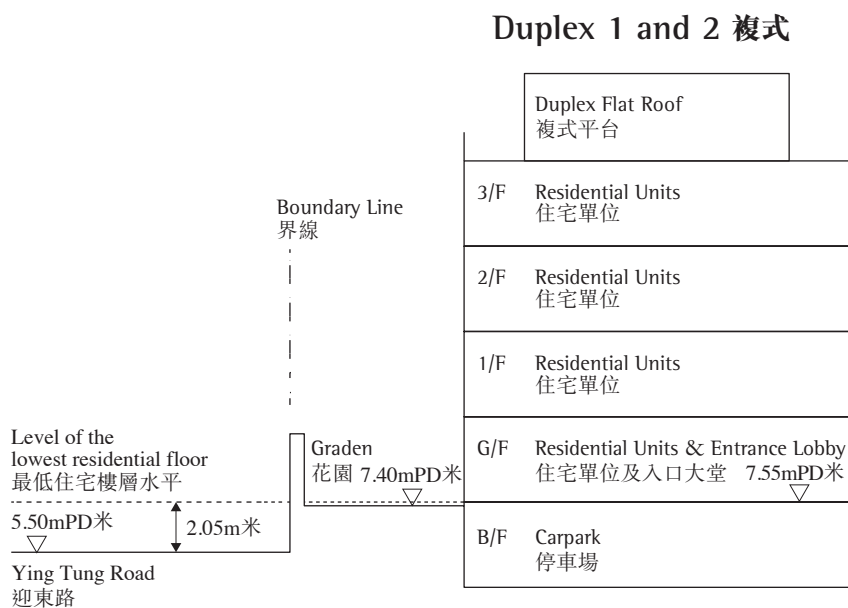 Duplex 1 and 2 複式
Duplex Flat Roof
複式平台
3/F Residential Units
住宅單位
Boundary Line
界線
2/F Residential Units
住宅單位
1/F Residential Units
住宅單位
Level of the
lowest residential floor
最低住宅樓層水平
Graden
花園 7.40mPD米
G/F Residential Units & Entrance Lobby
住宅單位及入口大堂 7.55mPD米
5.50mPD米
2.05m米
B/F Carpark
停車場
Ying Tung Road
迎東路